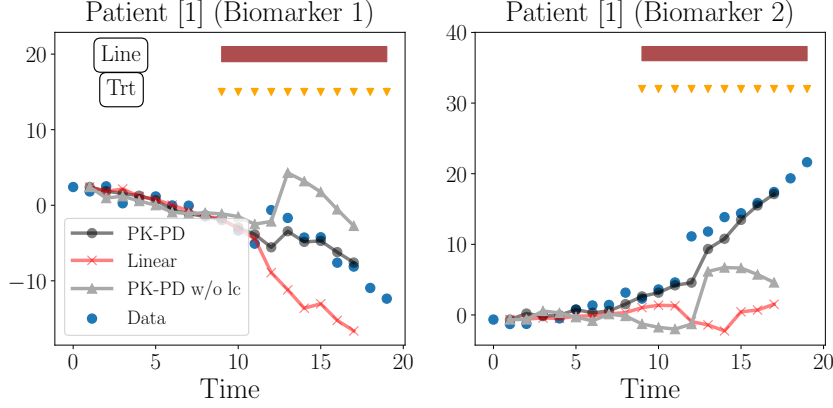 Patient [1] (Biomarker 1)
20
10
0
−10
Line
Trt
PK-PD
Linear
PK-PD w/o lc
Data
0
5
10
15
20
Time
Patient [1] (Biomarker 2)
40
30
20
10
0
0
5
10
15
20
Time